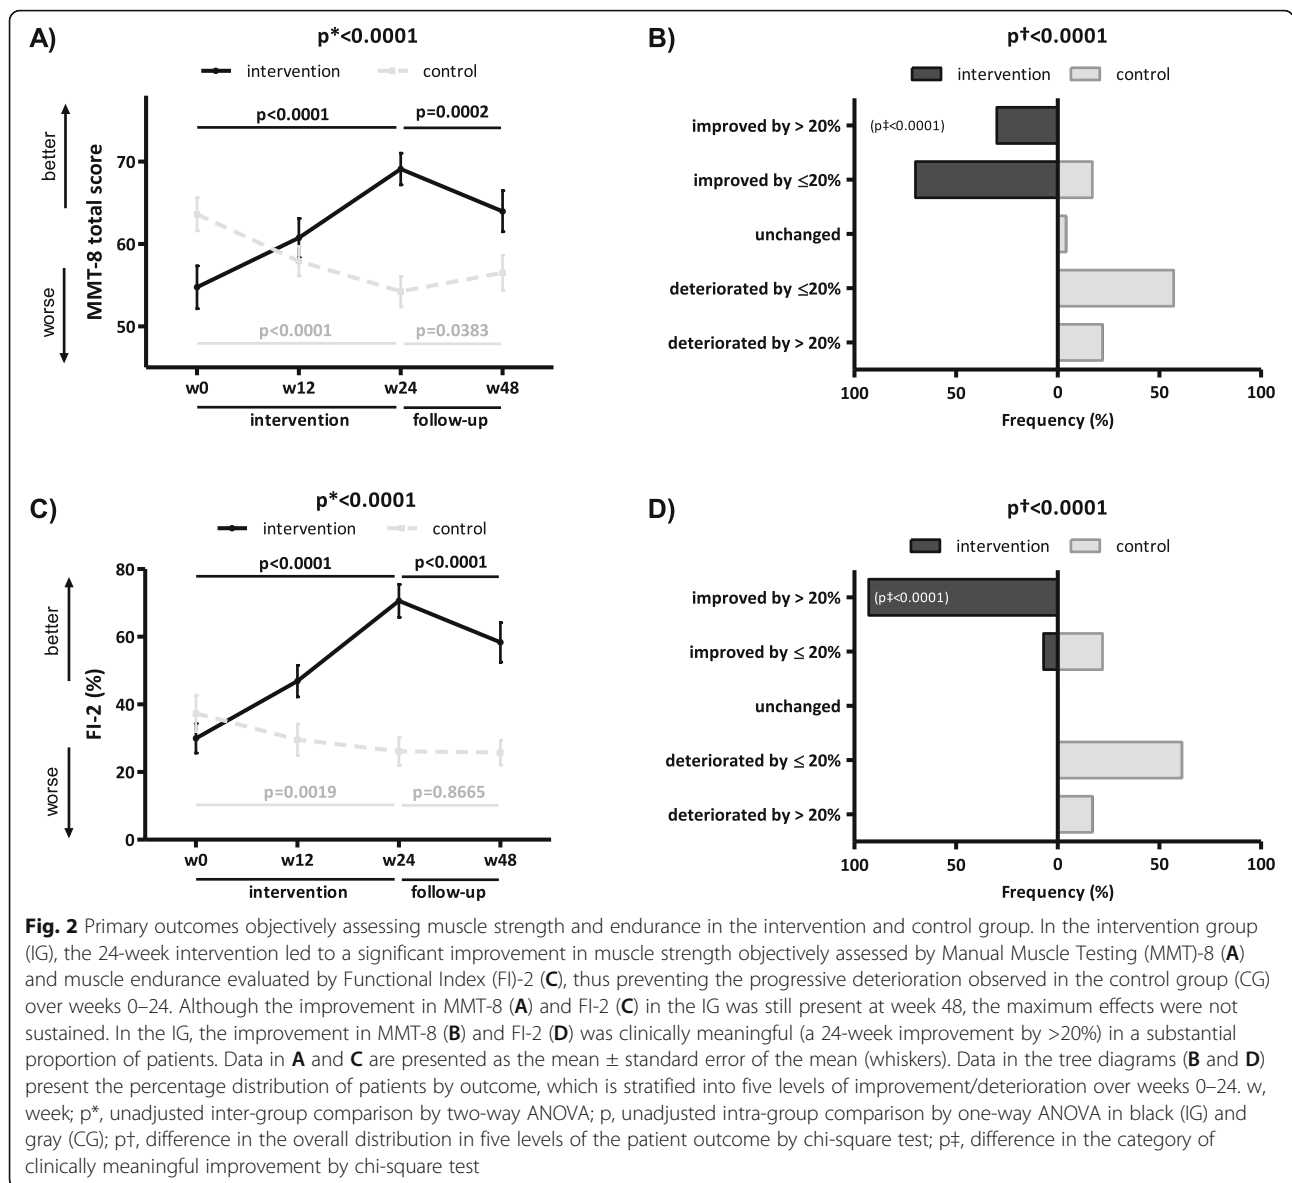 A)
p*<0.0001
intervention
control
p<0.0001
p=0.0002
better
worse
MMT-8 total score
70
60
50
p<0.0001
p=0.0383
w0 w12 w24 w48
intervention follow-up
B)
p†<0.0001
intervention
control
improved by > 20%
(p‡<0.0001)
improved by ≤20%
unchanged
deteriorated by ≤20%
deteriorated by > 20%
100 50 0 50 100
Frequency (%)
C)
p*<0.0001
intervention
control
p<0.0001
p<0.0001
better
worse
FI-2 (%)
80
60
40
20
0
p=0.0019
p=0.8665
w0 w12 w24 w48
intervention follow-up
D)
p†<0.0001
intervention
control
improved by > 20%
(p‡<0.0001)
improved by ≤ 20%
unchanged
deteriorated by ≤ 20%
deteriorated by > 20%
100 50 0 50 100
Frequency (%)
Fig. 2 Primary outcomes objectively assessing muscle strength and endurance in the intervention and control group. In the intervention group
(IG), the 24-week intervention led to a significant improvement in muscle strength objectively assessed by Manual Muscle Testing (MMT)-8 (A)
and muscle endurance evaluated by Functional Index (FI)-2 (C), thus preventing the progressive deterioration observed in the control group (CG)
over weeks 0–24. Although the improvement in MMT-8 (A) and FI-2 (C) in the IG was still present at week 48, the maximum effects were not
sustained. In the IG, the improvement in MMT-8 (B) and FI-2 (D) was clinically meaningful (a 24-week improvement by >20%) in a substantial
proportion of patients. Data in A and C are presented as the mean ± standard error of the mean (whiskers). Data in the tree diagrams (B and D)
present the percentage distribution of patients by outcome, which is stratified into five levels of improvement/deterioration over weeks 0–24. w,
week; p*, unadjusted inter-group comparison by two-way ANOVA; p, unadjusted intra-group comparison by one-way ANOVA in black (IG) and
gray (CG); p†, difference in the overall distribution in five levels of the patient outcome by chi-square test; p‡, difference in the category of
clinically meaningful improvement by chi-square test